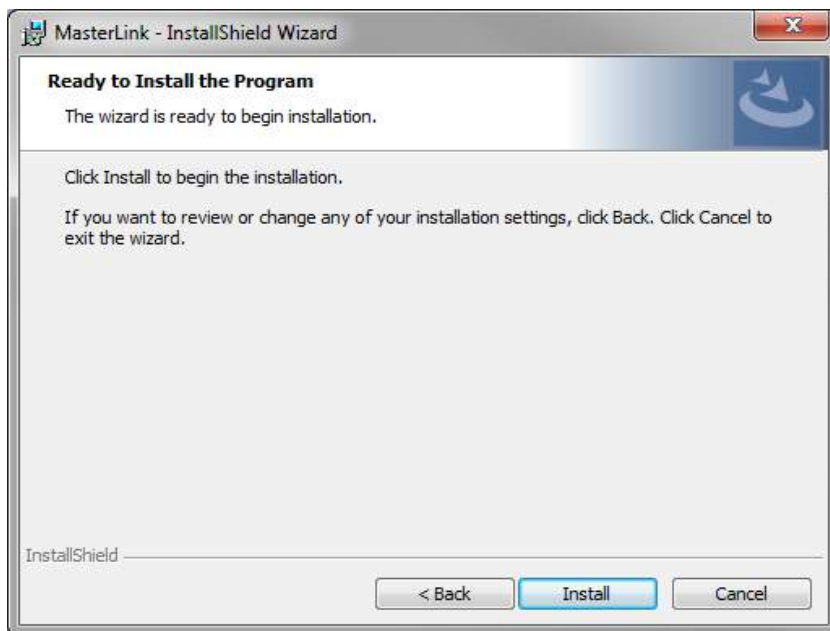 MasterLink - InstallShield Wizard
Ready to Install the Program
The wizard is ready to begin installation.
Click Install to begin the installation.
If you want to review or change any of your installation settings, click Back. Click Cancel to
exit the wizard.
InstallShield
< Back Install Cancel